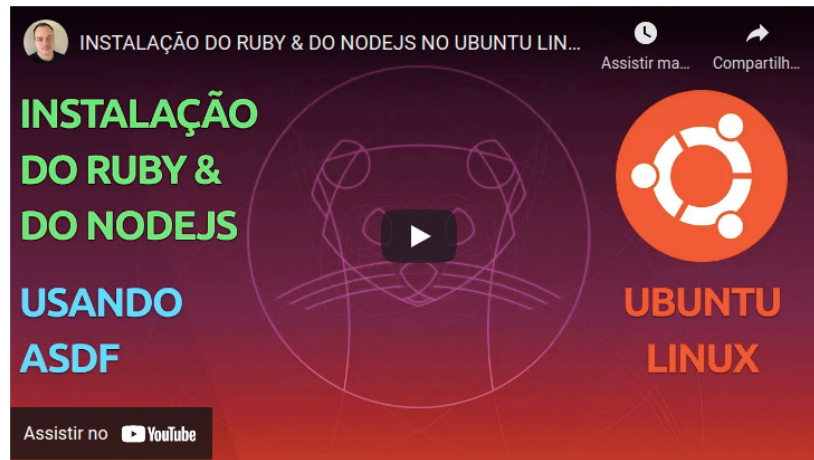 INSTALAÇÃO DO RUBY & DO NODEJS NO UBUNTU LIN...
Assistir ma...
Compartilh...
INSTALAÇÃO
DO RUBY &
DO NODEJS
USANDO
ASDF
UBUNTU
LINUX
Assistir no YouTube